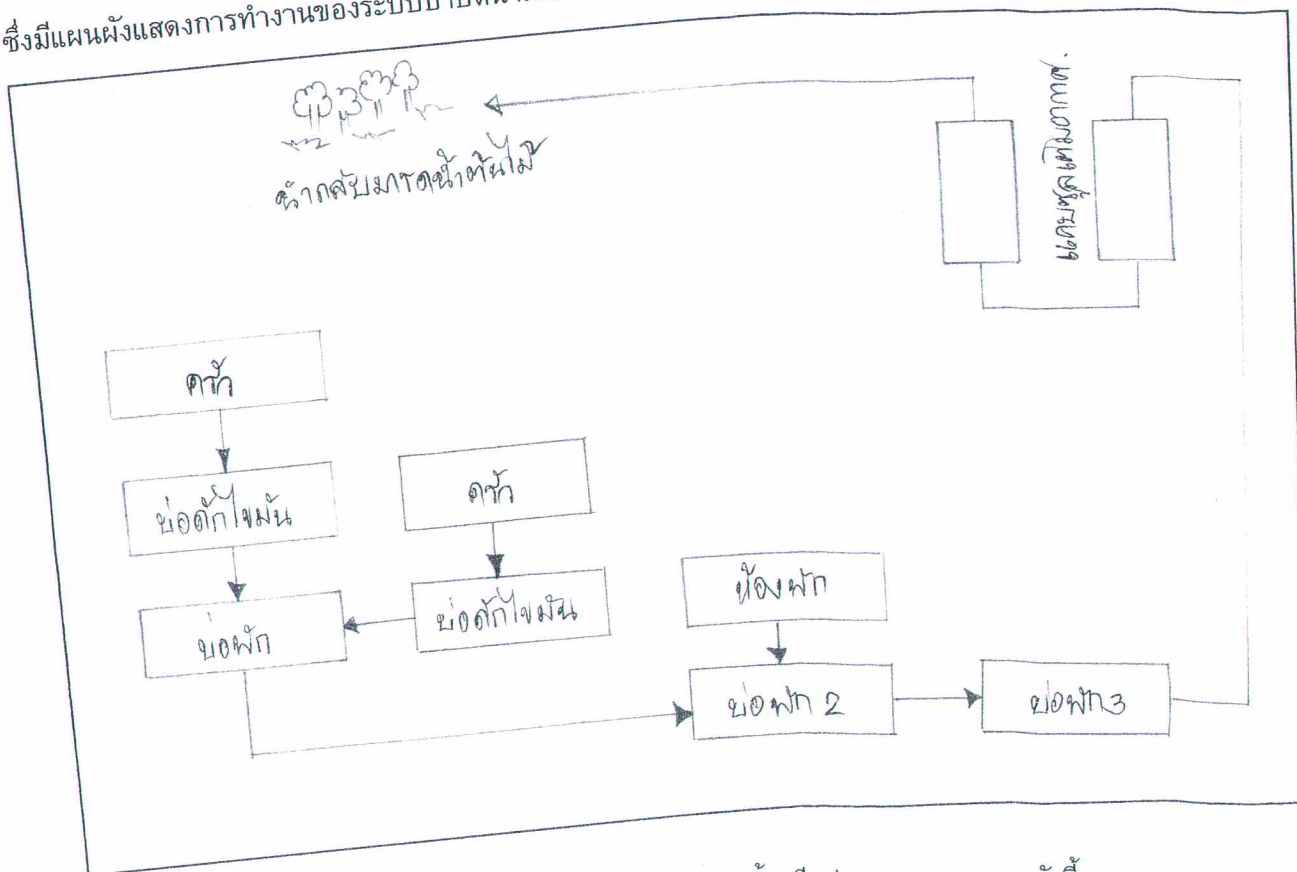 ซึ่งมีแผนผังแสดงการทำงานของระบบบำบัดน้ำ
นำกลับมารดน้ำต้นไม้
แคปซูลเติมอากาศ.
ครัว
บ่อดักไขมัน
ครัว
บ่อพัก
บ่อดักไขมัน
ห้องพัก
บ่อพัก 2
บ่อพัก 3